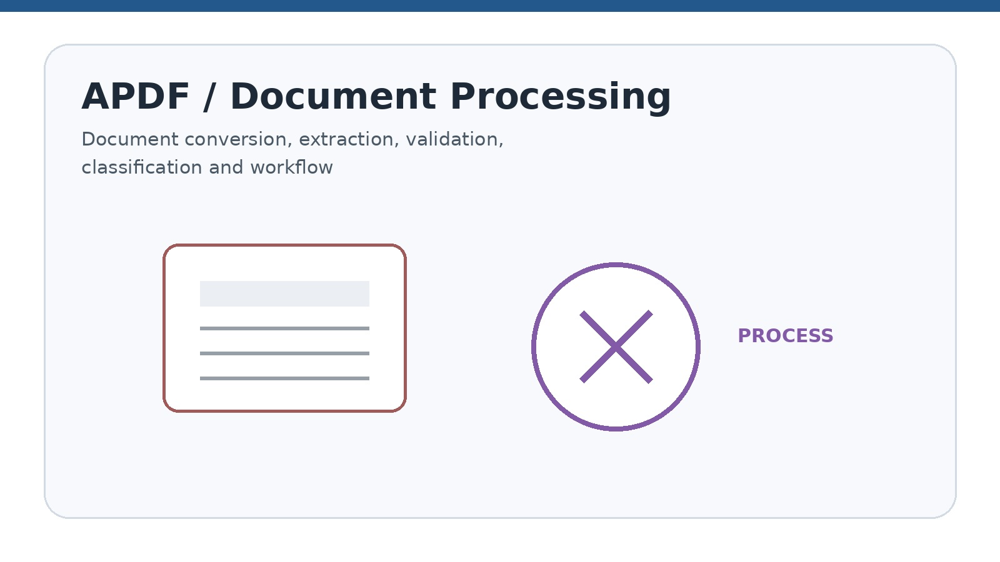 APDF / Document Processing
Document conversion, extraction, validation,
classification and workflow
PROCESS